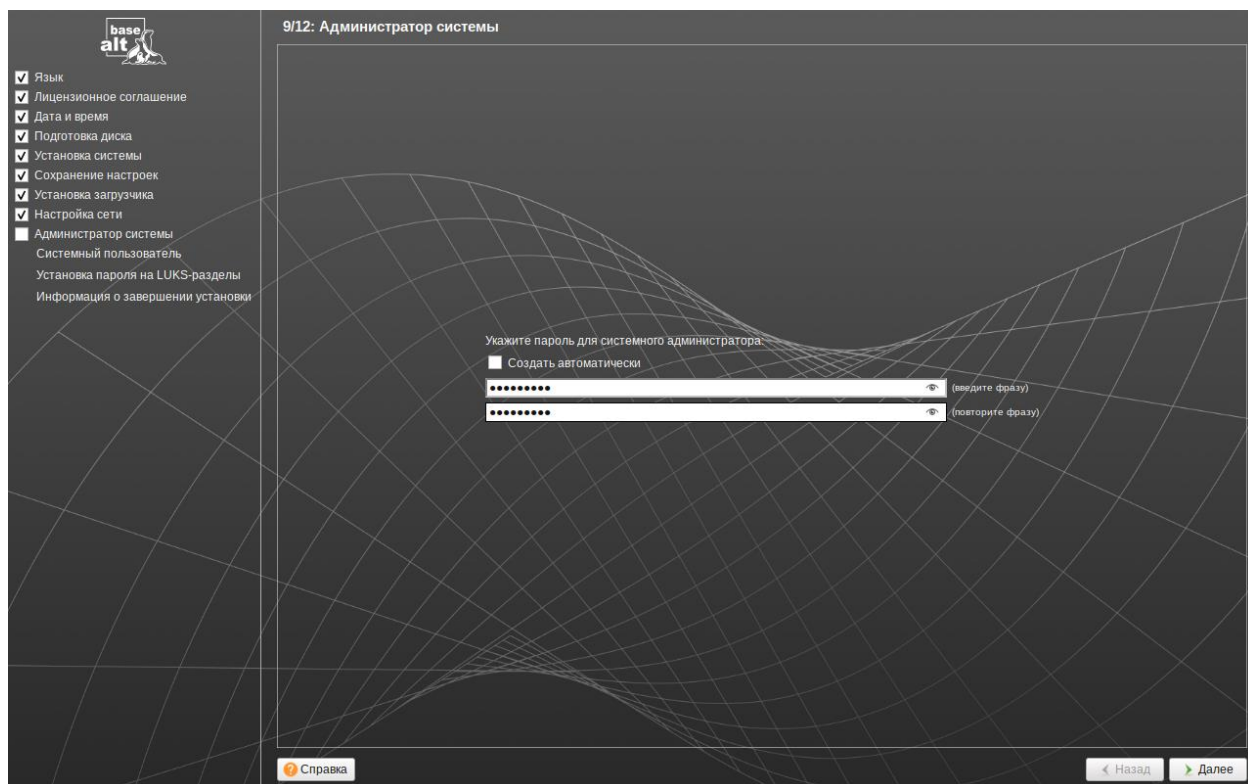 base
alt
Язык
Лицензионное соглашение
Дата и время
Подготовка диска
Установка системы
Сохранение настроек
Установка загрузчика
Настройка сети
Администратор системы
Системный пользователь
Установка пароля на LUKS-разделы
Информация о завершении установки
9/12: Администратор системы
Укажите пароль для системного администратора:
Создать автоматически
••••••••• (введите фразу)
••••••••• (повторите фразу)
Справка
Назад
Далее